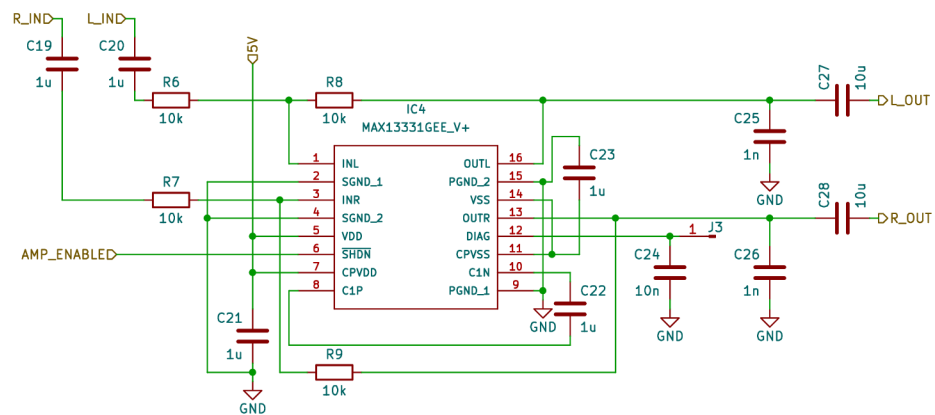 R_IN
L_IN
C19
1u
C20
1u
5V
R6
10k
R8
10k
IC4
MAX13331GEE_V+
C27
10u
L_OUT
C25
1n
GND
1
INL
OUTL
16
2
SGND_1
PGND_2
15
C23
1u
R7
10k
3
INR
VSS
14
4
SGND_2
OUTR
13
C28
10u
R_OUT
5
VDD
DIAG
12
1
J3
AMP_ENABLED
6
SHDN
CPVSS
11
7
CPVDD
C1N
10
8
C1P
PGND_1
9
C24
10n
GND
C26
1n
GND
C22
1u
GND
C21
1u
GND
R9
10k